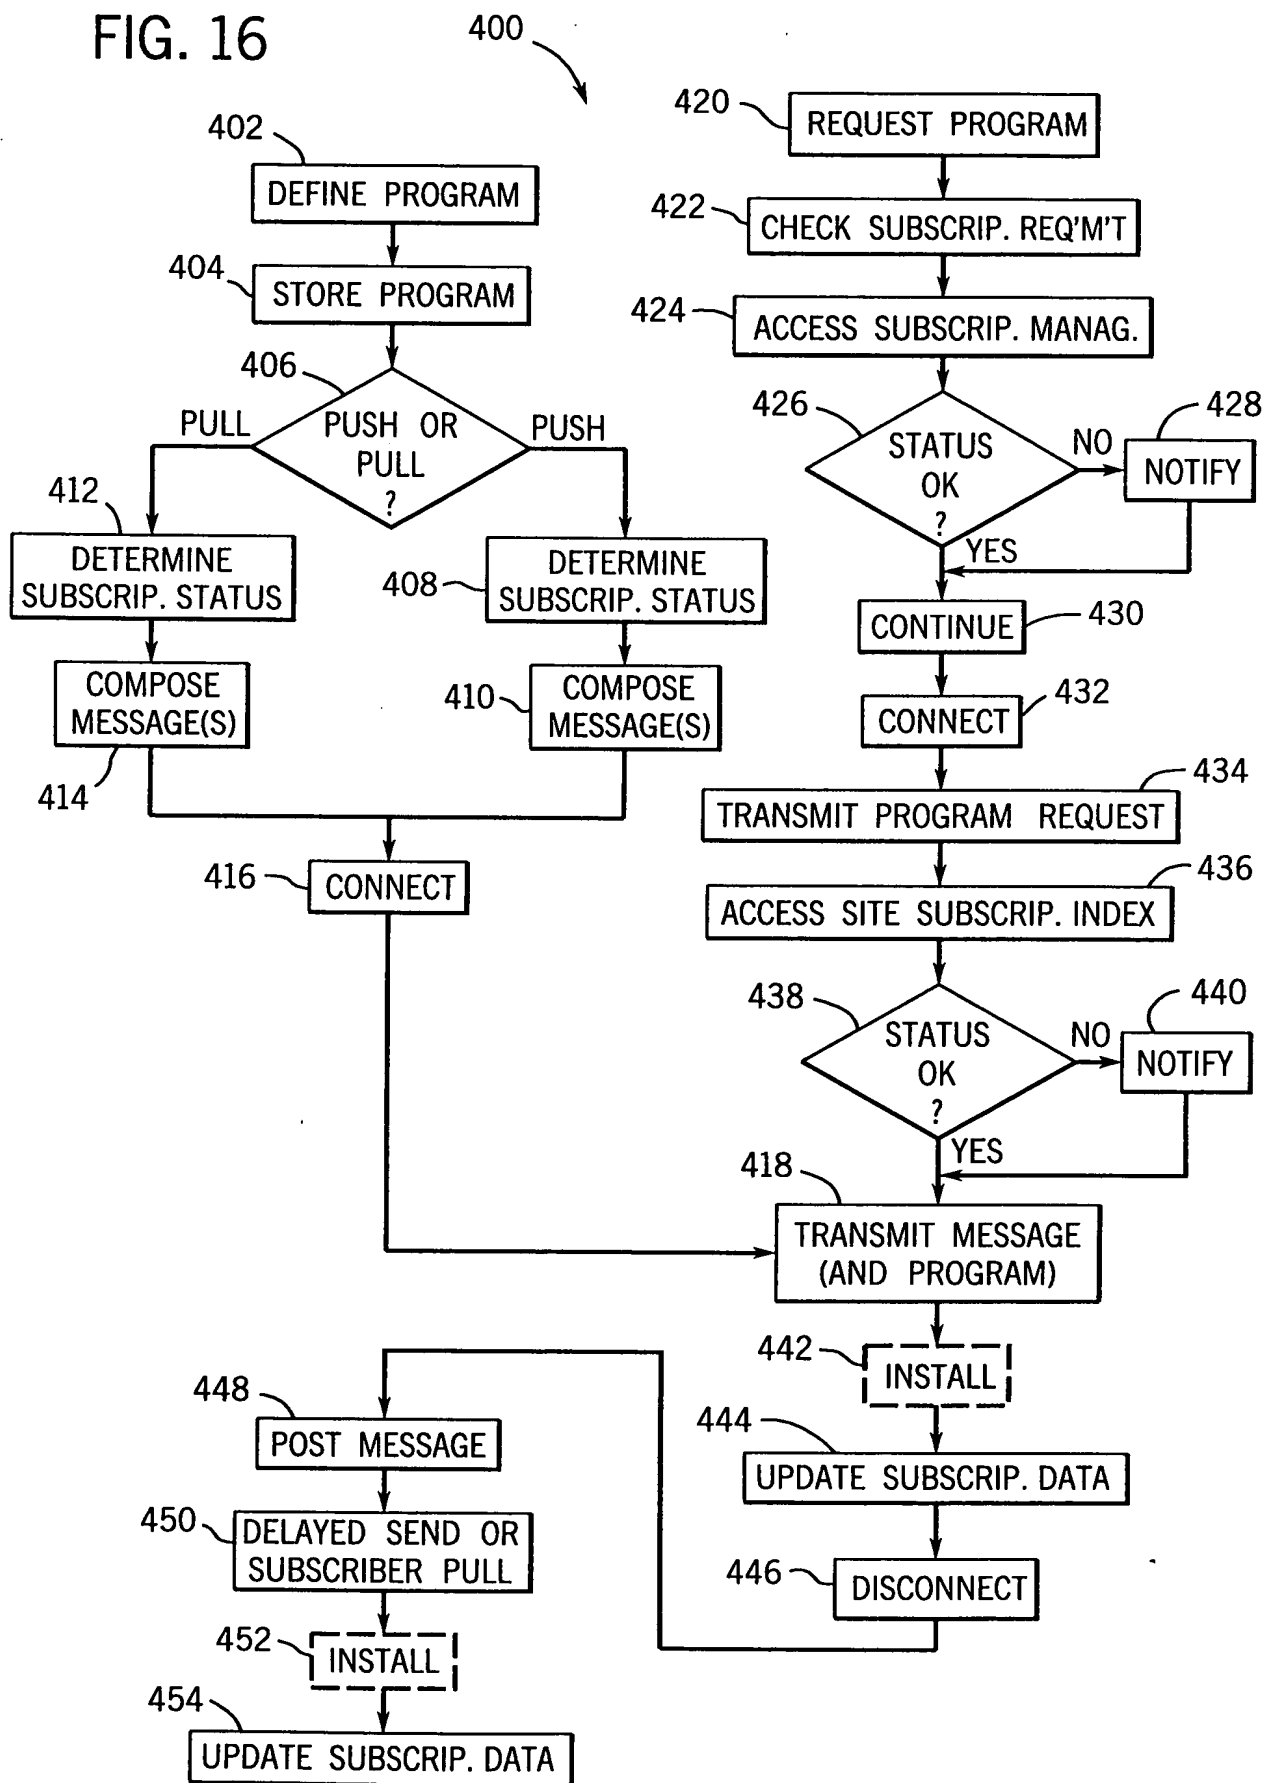 FIG. 16
400
402
DEFINE PROGRAM
404
STORE PROGRAM
406
PUSH OR
PULL
?
PULL
PUSH
412
DETERMINE
SUBSCRIP. STATUS
408
DETERMINE
SUBSCRIP. STATUS
COMPOSE
MESSAGE(S)
414
410
COMPOSE
MESSAGE(S)
416
CONNECT
420
REQUEST PROGRAM
422
CHECK SUBSCRIP. REQ'M'T
424
ACCESS SUBSCRIP. MANAG.
426
STATUS
OK
?
NO
428
NOTIFY
YES
CONTINUE
430
CONNECT
432
434
TRANSMIT PROGRAM REQUEST
436
ACCESS SITE SUBSCRIP. INDEX
438
STATUS
OK
?
NO
440
NOTIFY
YES
418
TRANSMIT MESSAGE
(AND PROGRAM)
442
INSTALL
444
UPDATE SUBSCRIP. DATA
446
DISCONNECT
448
POST MESSAGE
450
DELAYED SEND OR
SUBSCRIBER PULL
452
INSTALL
454
UPDATE SUBSCRIP. DATA